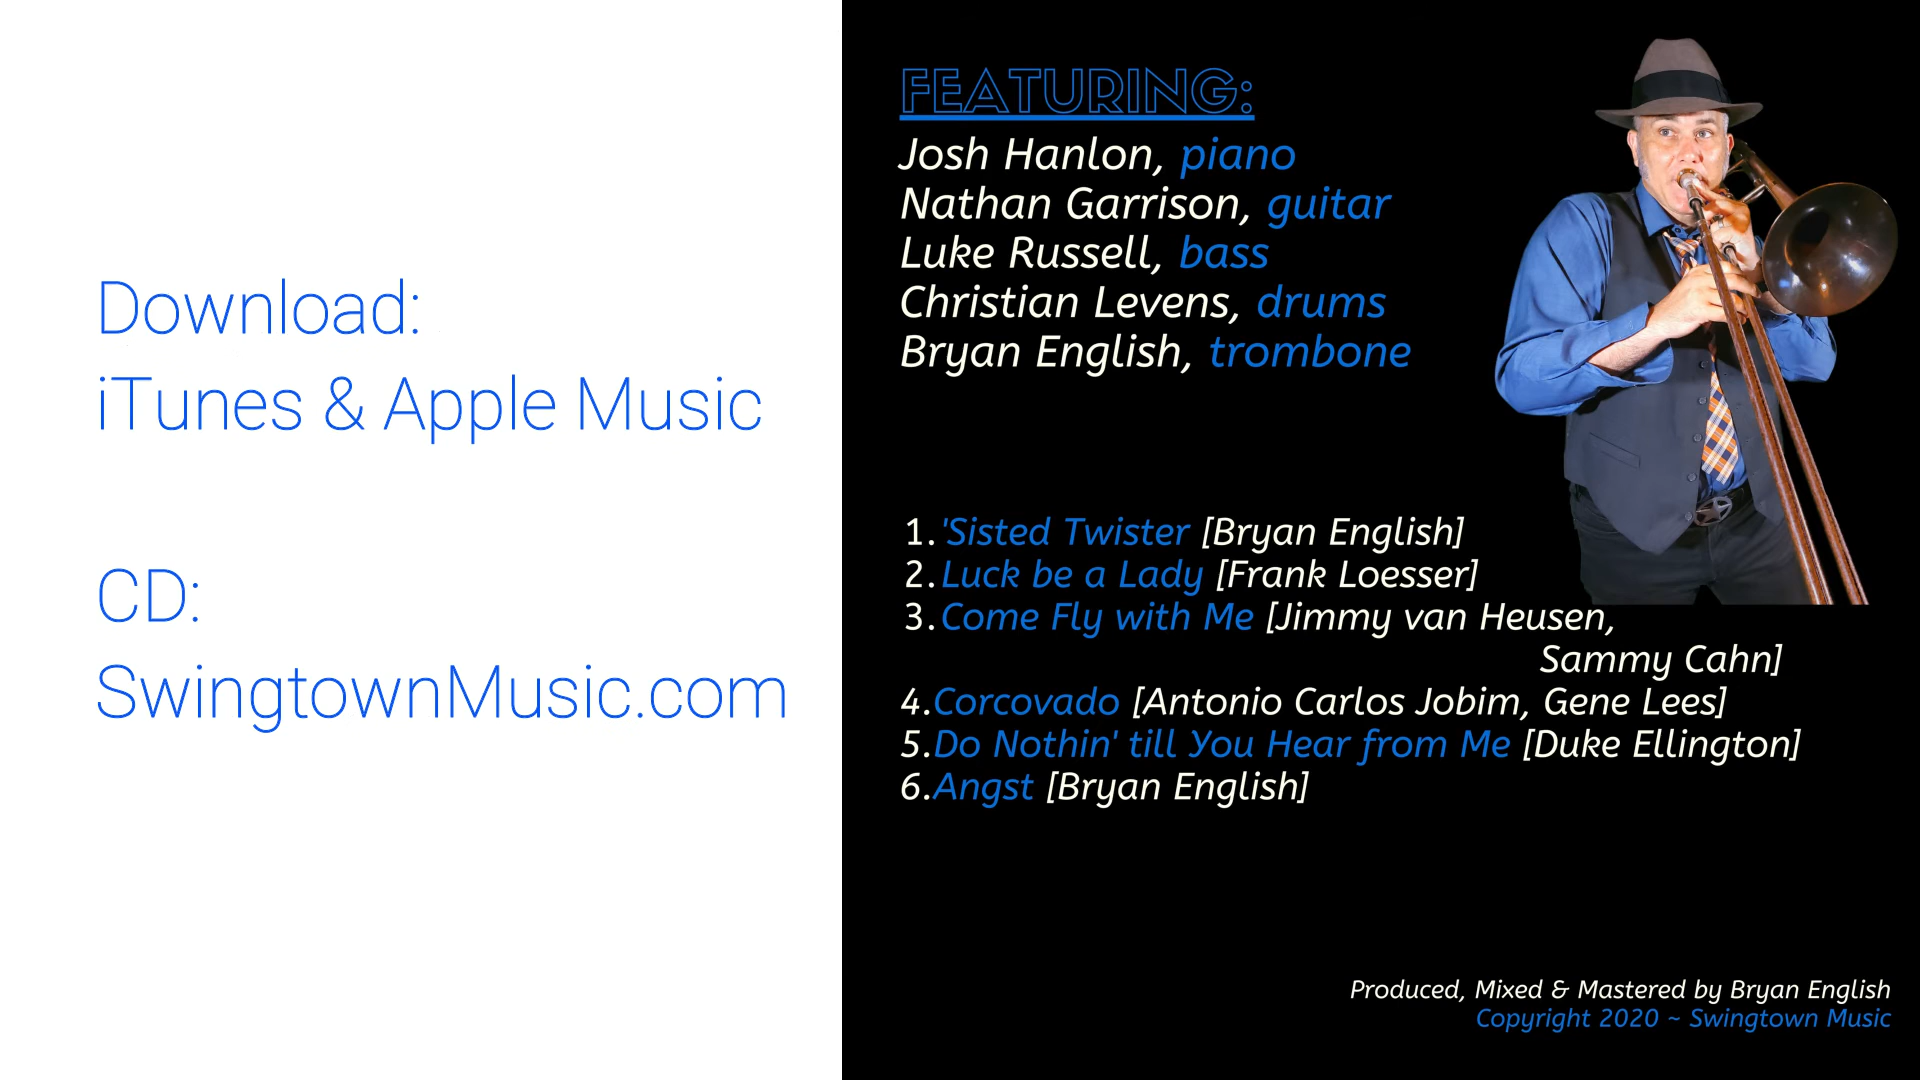 Download:
iTunes & Apple Music
CD:
SwingtownMusic.com
FEATURING:
Josh Hanlon, piano
Nathan Garrison, guitar
Luke Russell, bass
Christian Levens, drums
Bryan English, trombone
1. 'Sisted Twister [Bryan English]
2. Luck be a Lady [Frank Loesser]
3. Come Fly with Me [Jimmy van Heusen,
Sammy Cahn]
4.Corcovado [Antonio Carlos Jobim, Gene Lees]
5.Do Nothin' till You Hear from Me [Duke Ellington]
6.Angst [Bryan English]
Produced, Mixed & Mastered by Bryan English
Copyright 2020 ~ Swingtown Music